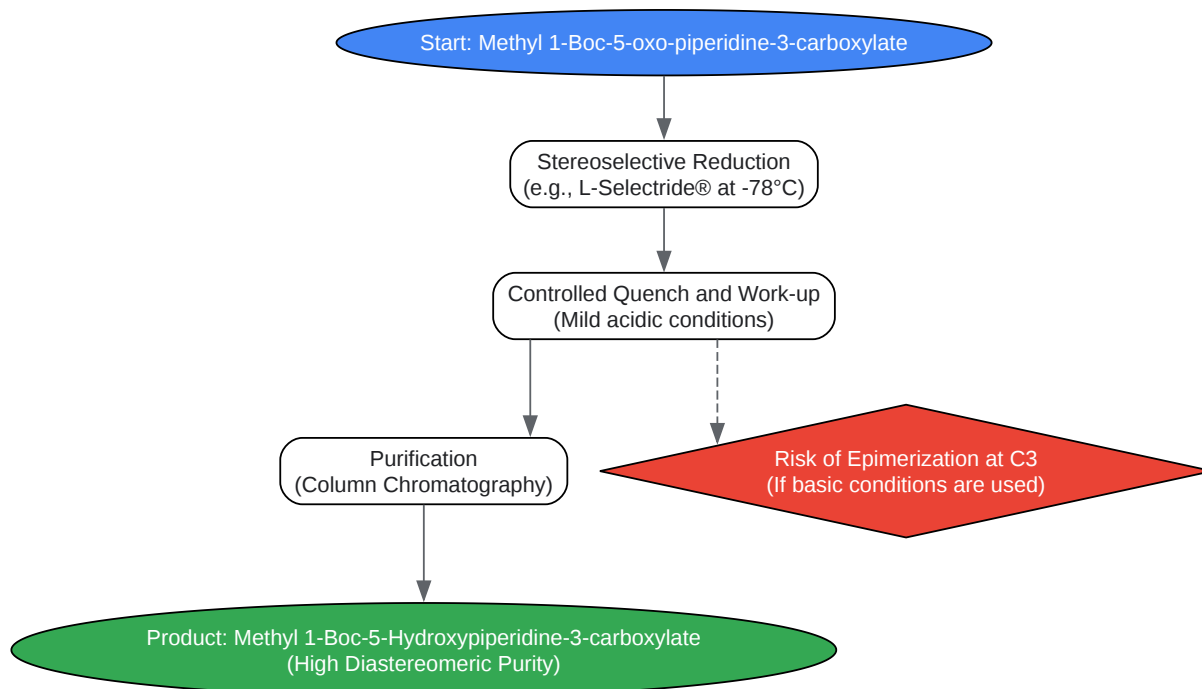 Start: Methyl 1-Boc-5-oxo-piperidine-3-carboxylate
Stereoselective Reduction
(e.g., L-Selectride® at -78°C)
Controlled Quench and Work-up
(Mild acidic conditions)
Purification
(Column Chromatography)
Risk of Epimerization at C3
(If basic conditions are used)
Product: Methyl 1-Boc-5-Hydroxypiperidine-3-carboxylate
(High Diastereomeric Purity)